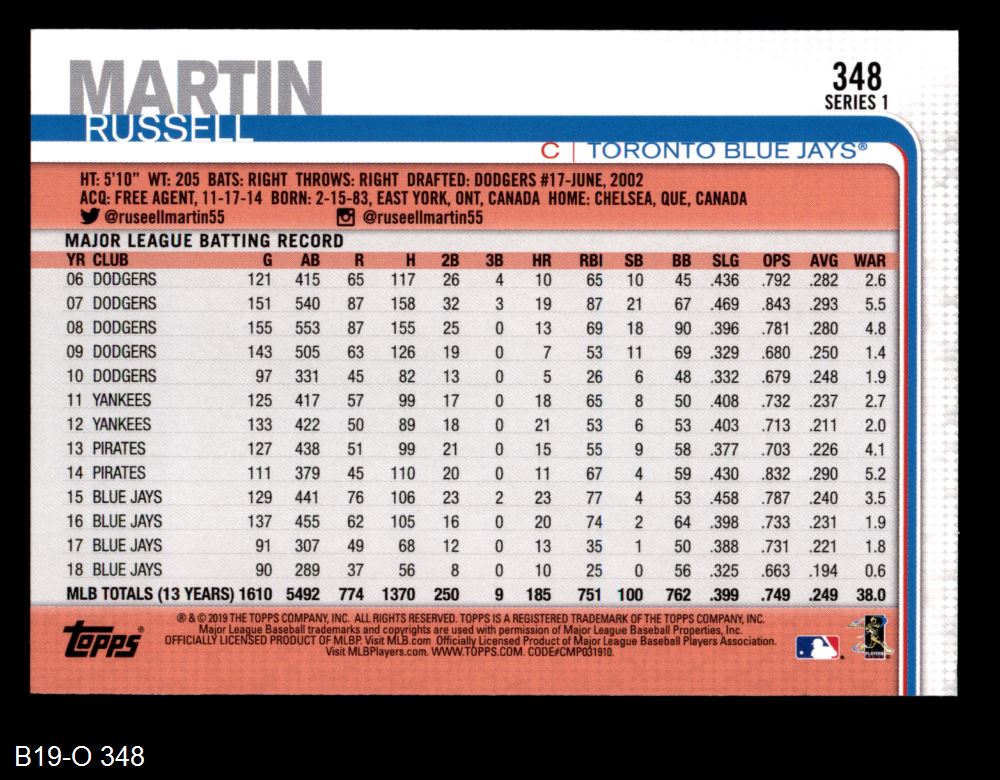 MARTIN
RUSSELL
348
SERIES 1
C | TORONTO BLUE JAYS®
HT: 5'10" WT: 205 BATS: RIGHT THROWS: RIGHT DRAFTED: DODGERS #17-JUNE, 2002
ACQ: FREE AGENT, 11-17-14 BORN: 2-15-83, EAST YORK, ONT, CANADA HOME: CHELSEA, QUE, CANADA
@ruseellmartin55 @ruseellmartin55
MAJOR LEAGUE BATTING RECORD
YR CLUB G AB R H 2B 3B HR RBI SB BB SLG OPS AVG WAR
06 DODGERS 121 415 65 117 26 4 10 65 10 45 .436 .792 .282 2.6
07 DODGERS 151 540 87 158 32 3 19 87 21 67 .469 .843 .293 5.5
08 DODGERS 155 553 87 155 25 0 13 69 18 90 .396 .781 .280 4.8
09 DODGERS 143 505 63 126 19 0 7 53 11 69 .329 .680 .250 1.4
10 DODGERS 97 331 45 82 13 0 5 26 6 48 .332 .679 .248 1.9
11 YANKEES 125 417 57 99 17 0 18 65 8 50 .408 .732 .237 2.7
12 YANKEES 133 422 50 89 18 0 21 53 6 53 .403 .713 .211 2.0
13 PIRATES 127 438 51 99 21 0 15 55 9 58 .377 .703 .226 4.1
14 PIRATES 111 379 45 110 20 0 11 67 4 59 .430 .832 .290 5.2
15 BLUE JAYS 129 441 76 106 23 2 23 77 4 53 .458 .787 .240 3.5
16 BLUE JAYS 137 455 62 105 16 0 20 74 2 64 .398 .733 .231 1.9
17 BLUE JAYS 91 307 49 68 12 0 13 35 1 50 .388 .731 .221 1.8
18 BLUE JAYS 90 289 37 56 8 0 10 25 0 56 .325 .663 .194 0.6
MLB TOTALS (13 YEARS) 1610 5492 774 1370 250 9 185 751 100 762 .399 .749 .249 38.0
® & © 2019 THE TOPPS COMPANY, INC. ALL RIGHTS RESERVED. TOPPS IS A REGISTERED TRADEMARK OF THE TOPPS COMPANY, INC.
Major League Baseball trademarks and copyrights are used with permission of Major League Baseball Properties, Inc.
OFFICIALLY LICENSED PRODUCT OF MLBP. Visit MLB.com Officially Licensed Product of Major League Baseball Players Association.
Visit MLBPlayers.com. WWW.TOPPS.COM. CODE#CMP031910.
Topps®
PLAYERS
B19-O 348